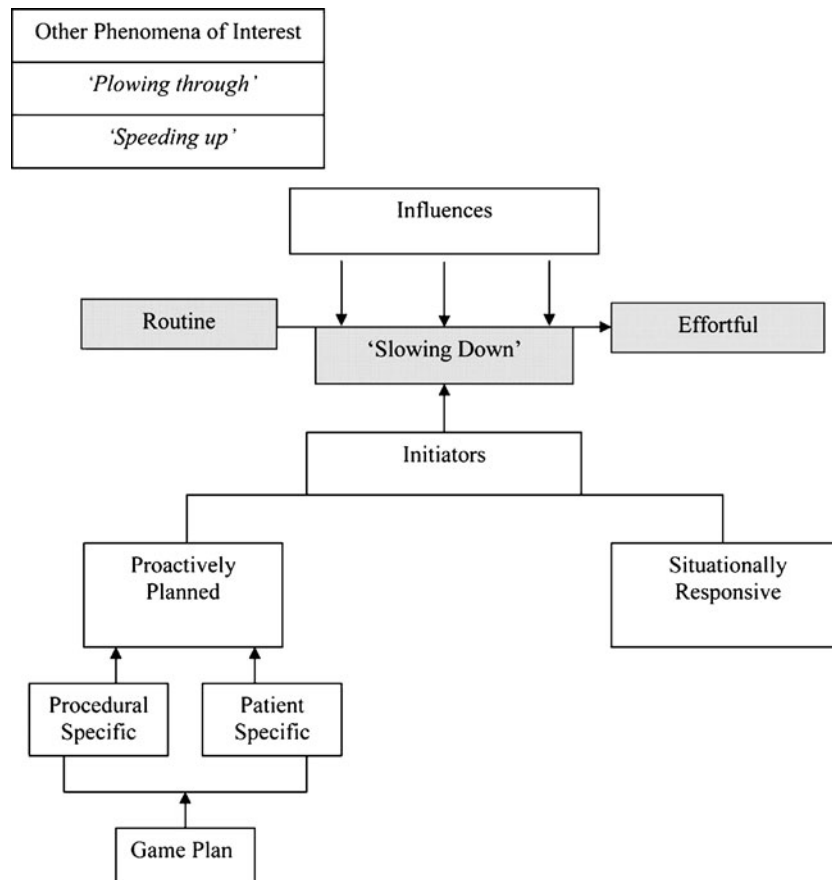 Other Phenomena of Interest
‘Plowing through’
‘Speeding up’
Influences
Routine
‘Slowing Down’
Effortful
Initiators
Proactively
Planned
Situationally
Responsive
Procedural
Specific
Patient
Specific
Game Plan